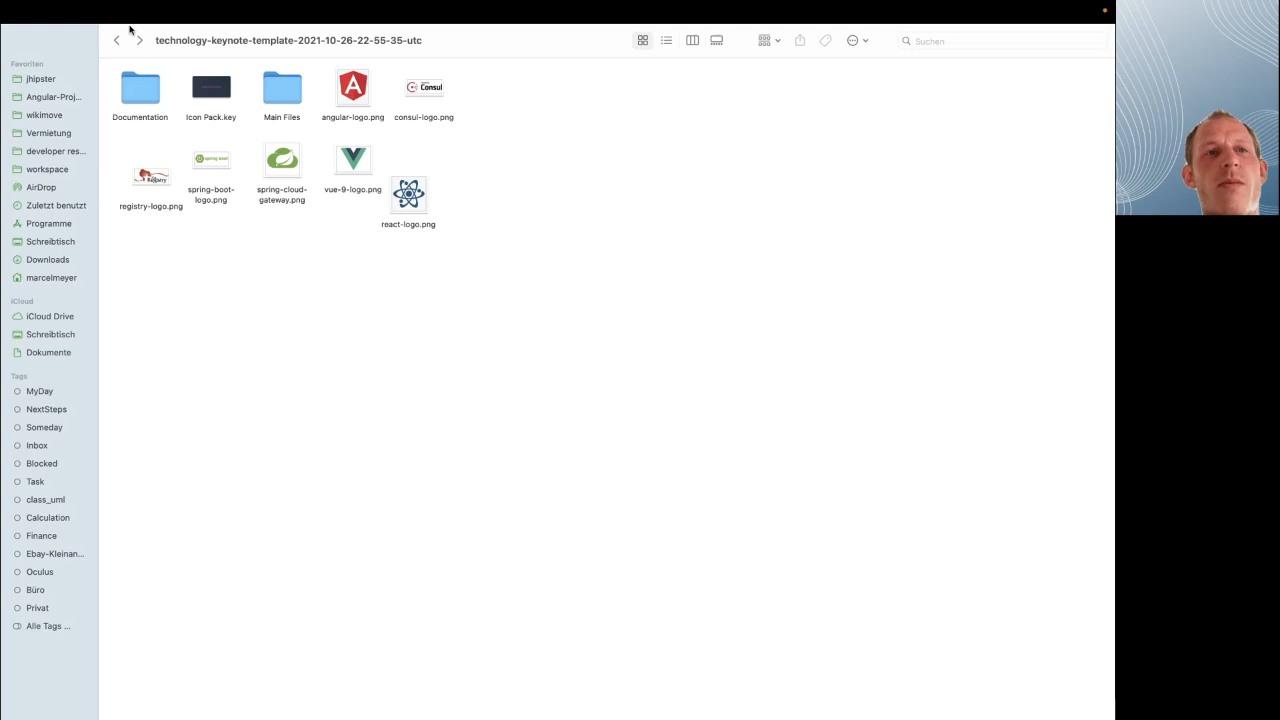 technology-keynote-template-2021-10-26-22-55-35-utc
Suchen
Favoriten
jhipster
Angular-Proj...
wikimove
Vermietung
developer res...
workspace
AirDrop
Zuletzt benutzt
Programme
Schreibtisch
Downloads
marcelmeyer
iCloud
iCloud Drive
Schreibtisch
Dokumente
Tags
MyDay
NextSteps
Someday
Inbox
Blocked
Task
class_uml
Calculation
Finance
Ebay-Kleinan...
Oculus
Büro
Privat
Alle Tags ...
Consul
Documentation
Icon Pack.key
Main Files
angular-logo.png
consul-logo.png
Registry
spring boot
registry-logo.png
spring-boot-
logo.png
spring-cloud-
gateway.png
vue-9-logo.png
react-logo.png